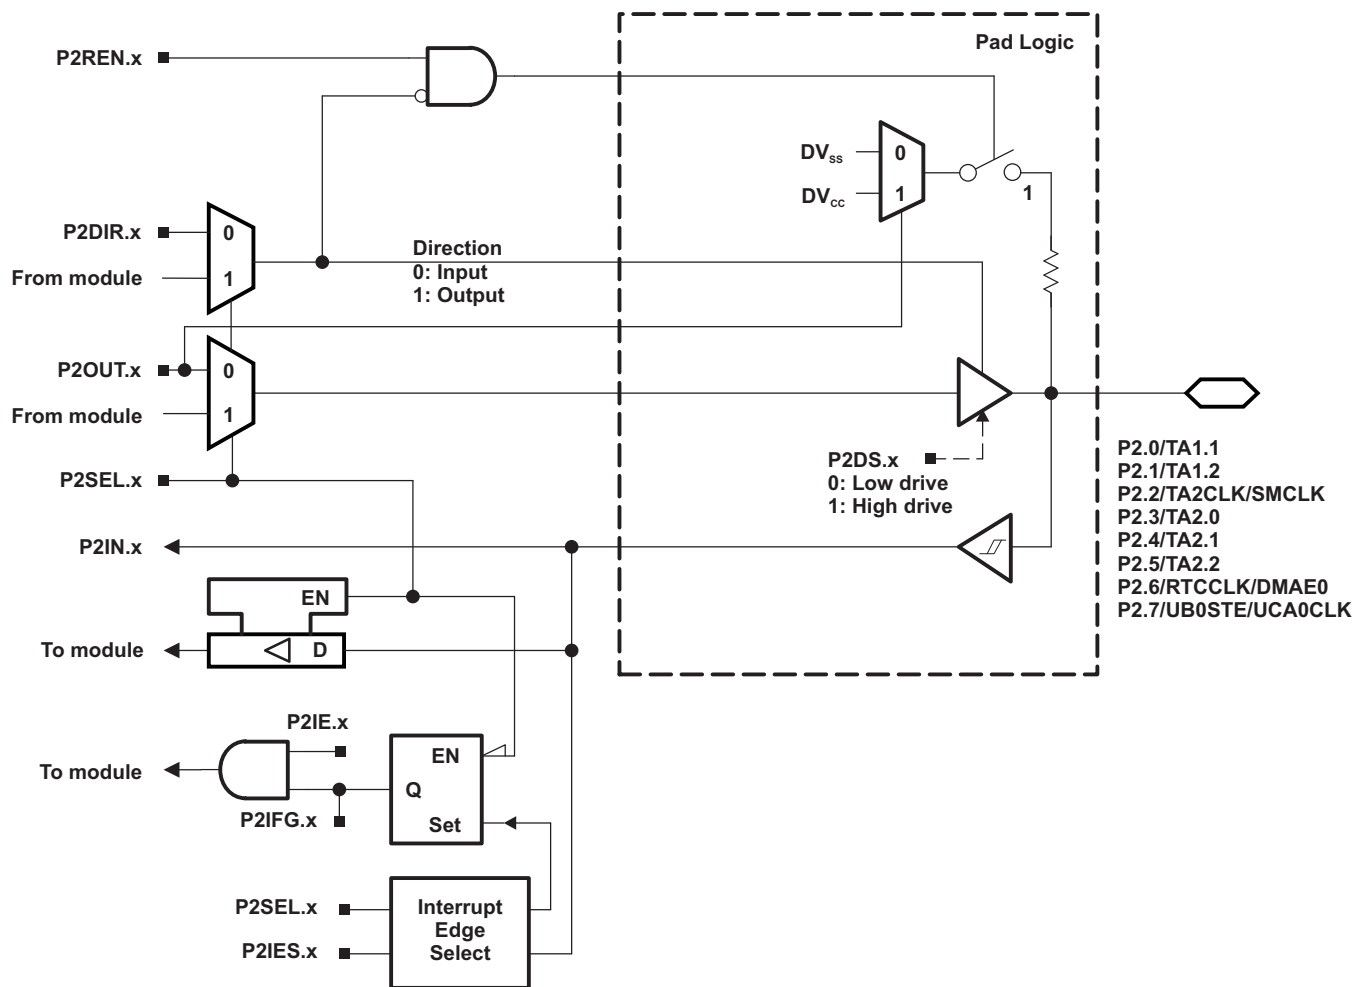 Pad Logic
P2REN.x
DVSS
0
DVCC
1
1
P2DIR.x
0
From module
1
Direction
0: Input
1: Output
P2OUT.x
0
From module
1
P2SEL.x
P2DS.x
0: Low drive
1: High drive
P2.0/TA1.1
P2.1/TA1.2
P2.2/TA2CLK/SMCLK
P2.3/TA2.0
P2.4/TA2.1
P2.5/TA2.2
P2.6/RTCCLK/DMAE0
P2.7/UB0STE/UCA0CLK
P2IN.x
EN
To module
D
P2IE.x
EN
To module
Q
P2IFG.x
Set
P2SEL.x
Interrupt
Edge
Select
P2IES.x